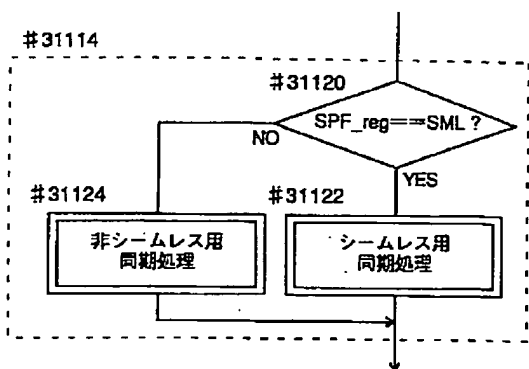 #31114
#31120
SPF_reg==SML ?
NO
YES
#31124
#31122
非シームレス用
同期処理
シームレス用
同期処理